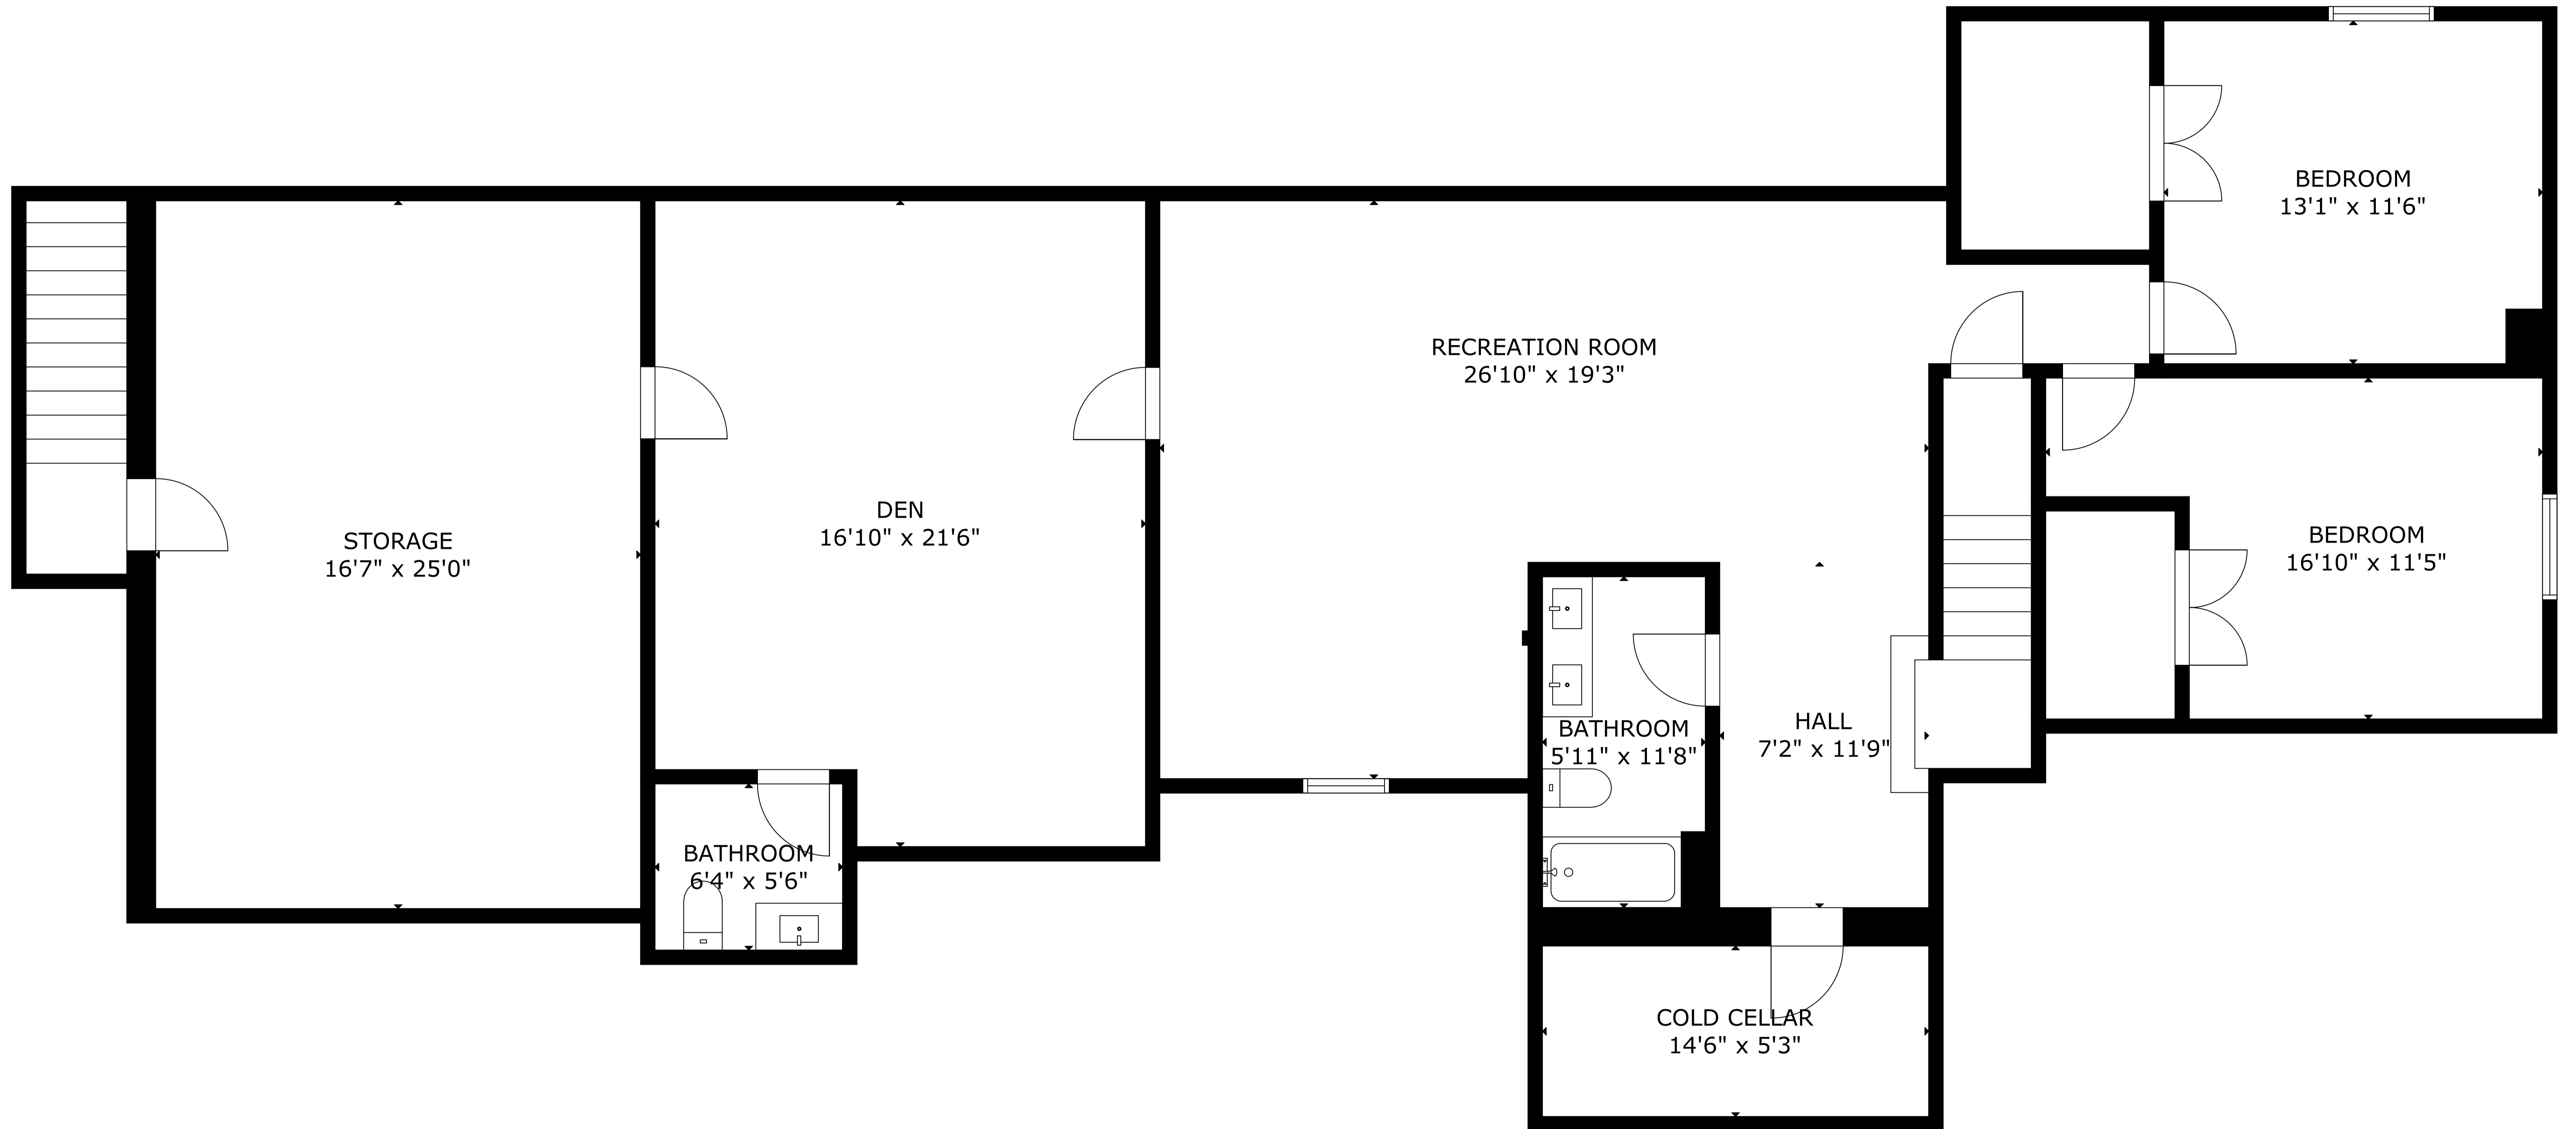 BEDROOM
13'1" x 11'6"
RECREATION ROOM
26'10" x 19'3"
DEN
16'10" x 21'6"
STORAGE
16'7" x 25'0"
BEDROOM
16'10" x 11'5"
BATHROOM
5'11" x 11'8"
HALL
7'2" x 11'9"
BATHROOM
6'4" x 5'6"
COLD CELLAR
14'6" x 5'3"